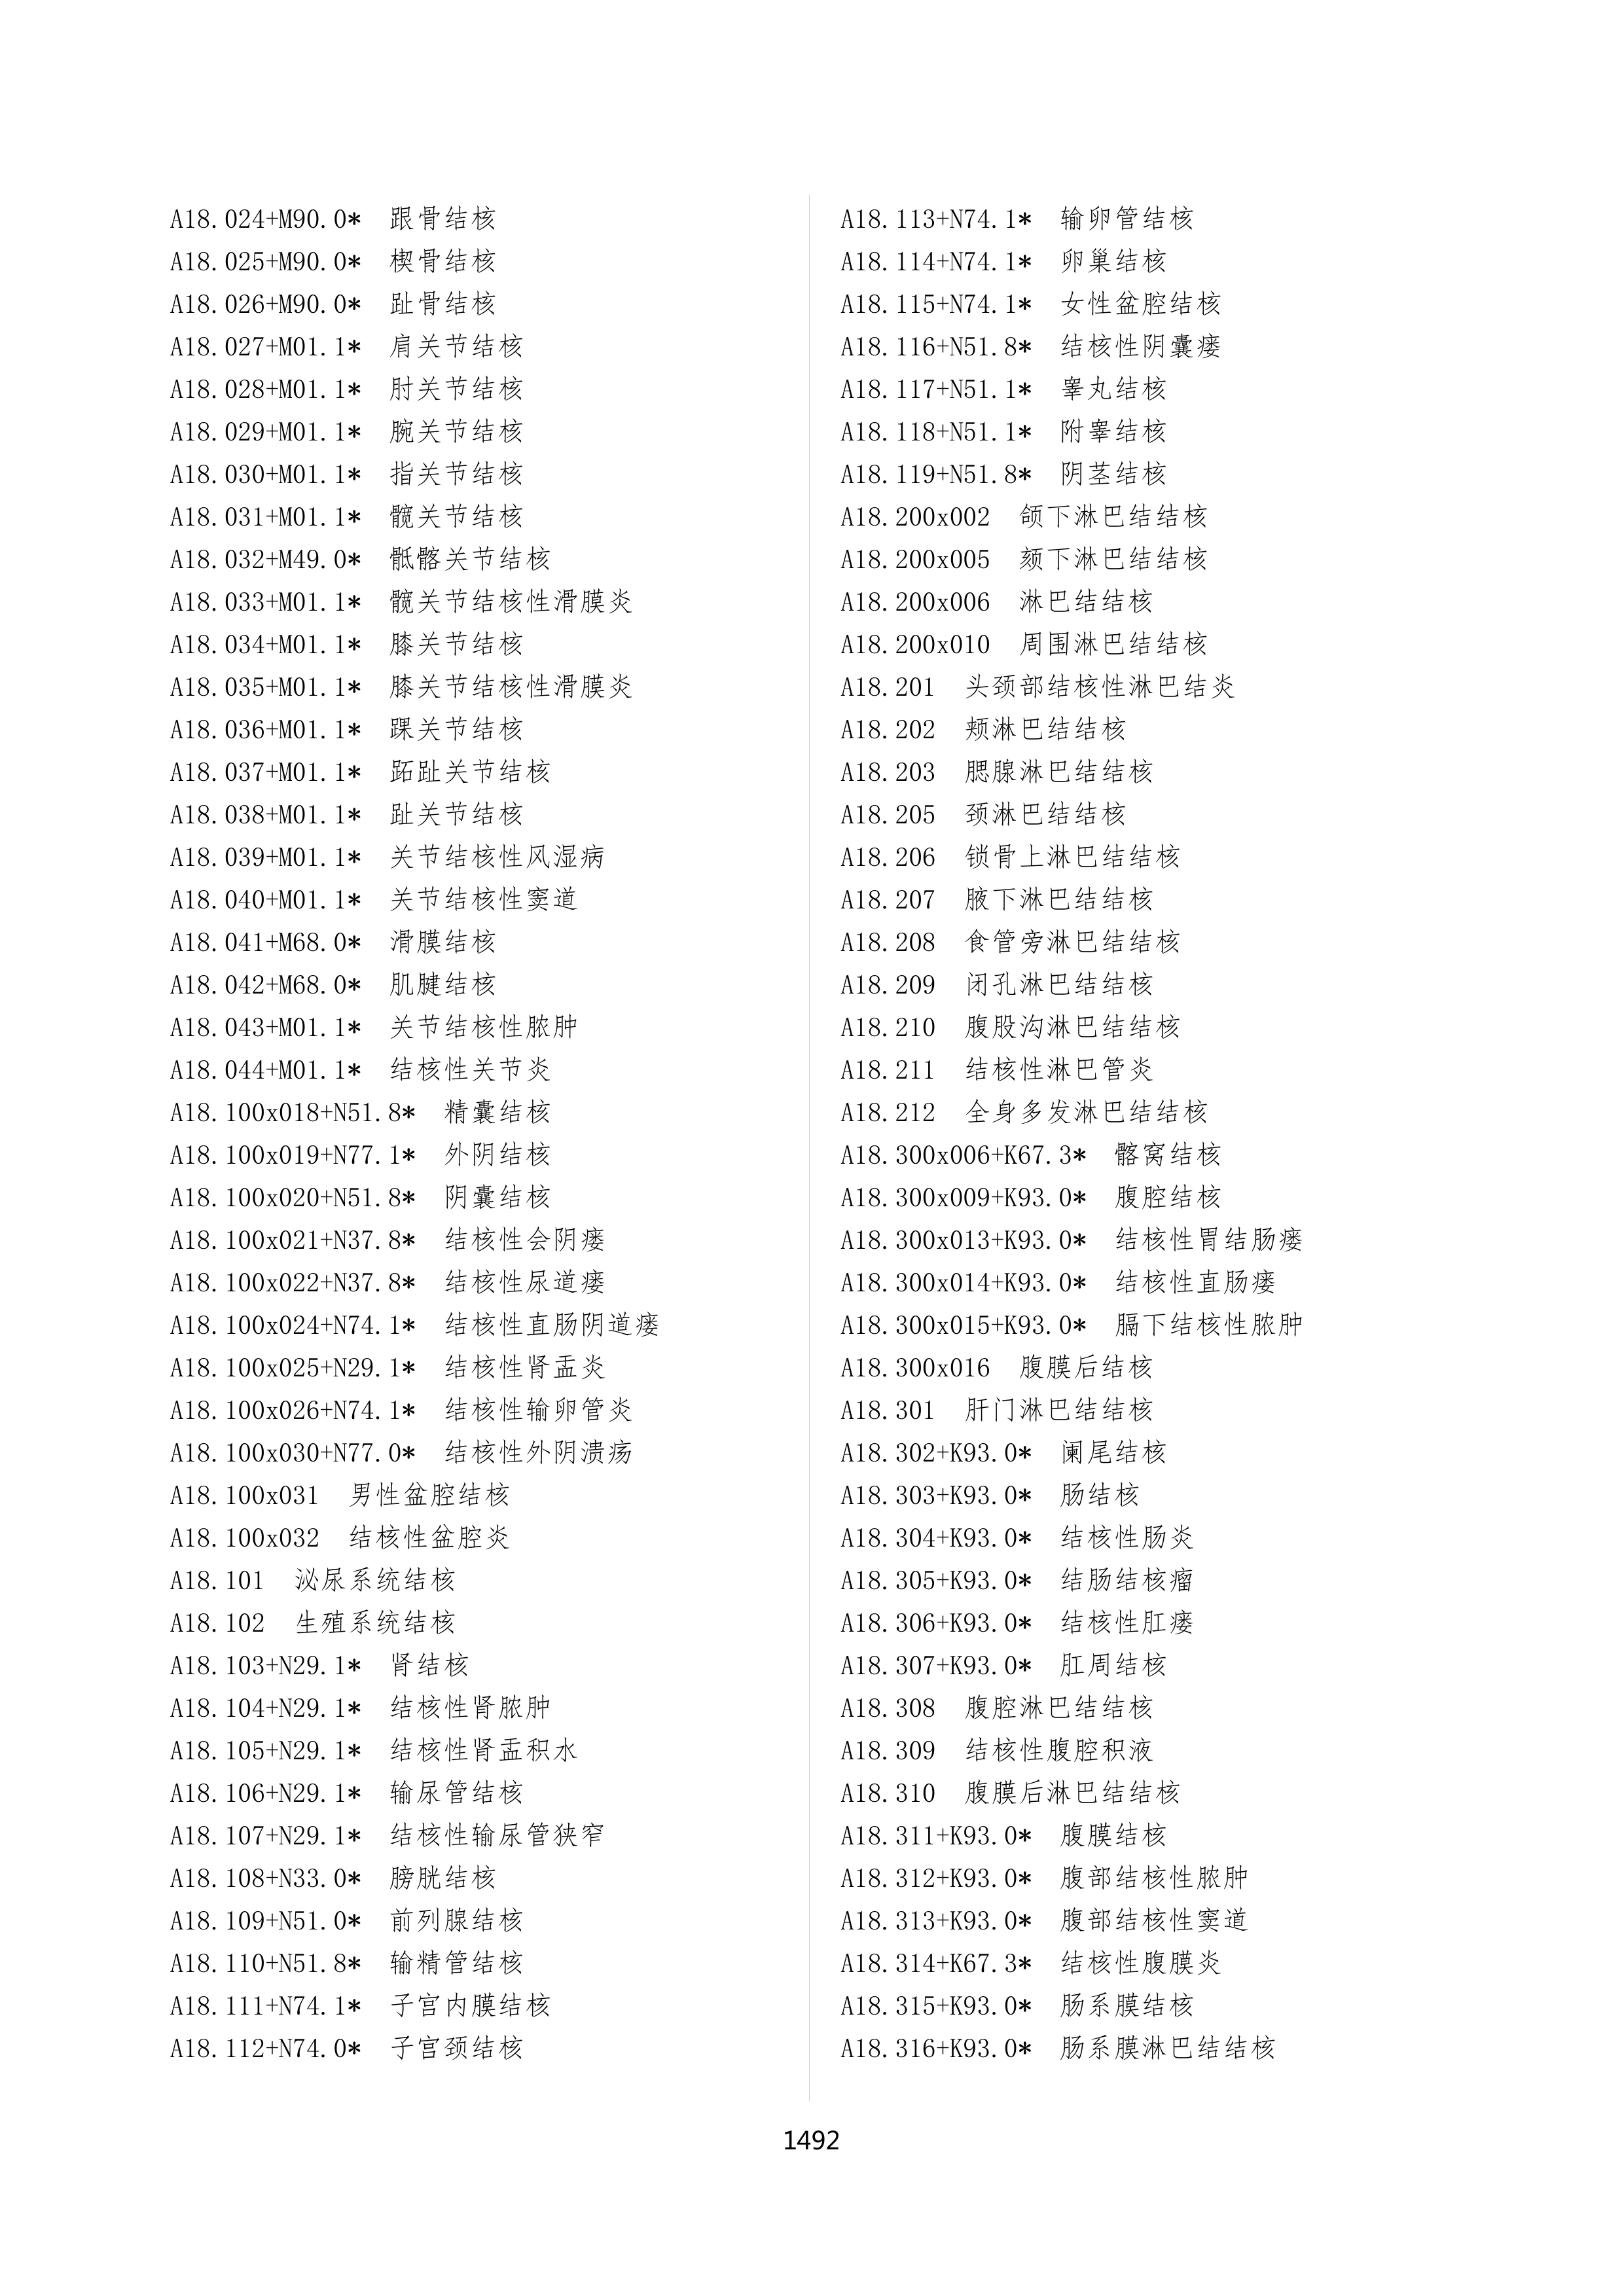 A18.024+M90.0* 跟骨结核
A18.025+M90.0* 楔骨结核
A18.026+M90.0* 趾骨结核
A18.027+M01.1* 肩关节结核
A18.028+M01.1* 肘关节结核
A18.029+M01.1* 腕关节结核
A18.030+M01.1* 指关节结核
A18.031+M01.1* 髋关节结核
A18.032+M49.0* 骶髂关节结核
A18.033+M01.1* 髋关节结核性滑膜炎
A18.034+M01.1* 膝关节结核
A18.035+M01.1* 膝关节结核性滑膜炎
A18.036+M01.1* 踝关节结核
A18.037+M01.1* 跖趾关节结核
A18.038+M01.1* 趾关节结核
A18.039+M01.1* 关节结核性风湿病
A18.040+M01.1* 关节结核性窦道
A18.041+M68.0* 滑膜结核
A18.042+M68.0* 肌腱结核
A18.043+M01.1* 关节结核性脓肿
A18.044+M01.1* 结核性关节炎
A18.100x018+N51.8* 精囊结核
A18.100x019+N77.1* 外阴结核
A18.100x020+N51.8* 阴囊结核
A18.100x021+N37.8* 结核性会阴瘘
A18.100x022+N37.8* 结核性尿道瘘
A18.100x024+N74.1* 结核性直肠阴道瘘
A18.100x025+N29.1* 结核性肾盂炎
A18.100x026+N74.1* 结核性输卵管炎
A18.100x030+N77.0* 结核性外阴溃疡
A18.100x031 男性盆腔结核
A18.100x032 结核性盆腔炎
A18.101 泌尿系统结核
A18.102 生殖系统结核
A18.103+N29.1* 肾结核
A18.104+N29.1* 结核性肾脓肿
A18.105+N29.1* 结核性肾盂积水
A18.106+N29.1* 输尿管结核
A18.107+N29.1* 结核性输尿管狭窄
A18.108+N33.0* 膀胱结核
A18.109+N51.0* 前列腺结核
A18.110+N51.8* 输精管结核
A18.111+N74.1* 子宫内膜结核
A18.112+N74.0* 子宫颈结核
A18.113+N74.1* 输卵管结核
A18.114+N74.1* 卵巢结核
A18.115+N74.1* 女性盆腔结核
A18.116+N51.8* 结核性阴囊瘘
A18.117+N51.1* 睾丸结核
A18.118+N51.1* 附睾结核
A18.119+N51.8* 阴茎结核
A18.200x002 颌下淋巴结结核
A18.200x005 颏下淋巴结结核
A18.200x006 淋巴结结核
A18.200x010 周围淋巴结结核
A18.201 头颈部结核性淋巴结炎
A18.202 颊淋巴结结核
A18.203 腮腺淋巴结结核
A18.205 颈淋巴结结核
A18.206 锁骨上淋巴结结核
A18.207 腋下淋巴结结核
A18.208 食管旁淋巴结结核
A18.209 闭孔淋巴结结核
A18.210 腹股沟淋巴结结核
A18.211 结核性淋巴管炎
A18.212 全身多发淋巴结结核
A18.300x006+K67.3* 髂窝结核
A18.300x009+K93.0* 腹腔结核
A18.300x013+K93.0* 结核性胃结肠瘘
A18.300x014+K93.0* 结核性直肠瘘
A18.300x015+K93.0* 膈下结核性脓肿
A18.300x016 腹膜后结核
A18.301 肝门淋巴结结核
A18.302+K93.0* 阑尾结核
A18.303+K93.0* 肠结核
A18.304+K93.0* 结核性肠炎
A18.305+K93.0* 结肠结核瘤
A18.306+K93.0* 结核性肛瘘
A18.307+K93.0* 肛周结核
A18.308 腹腔淋巴结结核
A18.309 结核性腹腔积液
A18.310 腹膜后淋巴结结核
A18.311+K93.0* 腹膜结核
A18.312+K93.0* 腹部结核性脓肿
A18.313+K93.0* 腹部结核性窦道
A18.314+K67.3* 结核性腹膜炎
A18.315+K93.0* 肠系膜结核
A18.316+K93.0* 肠系膜淋巴结结核
1492